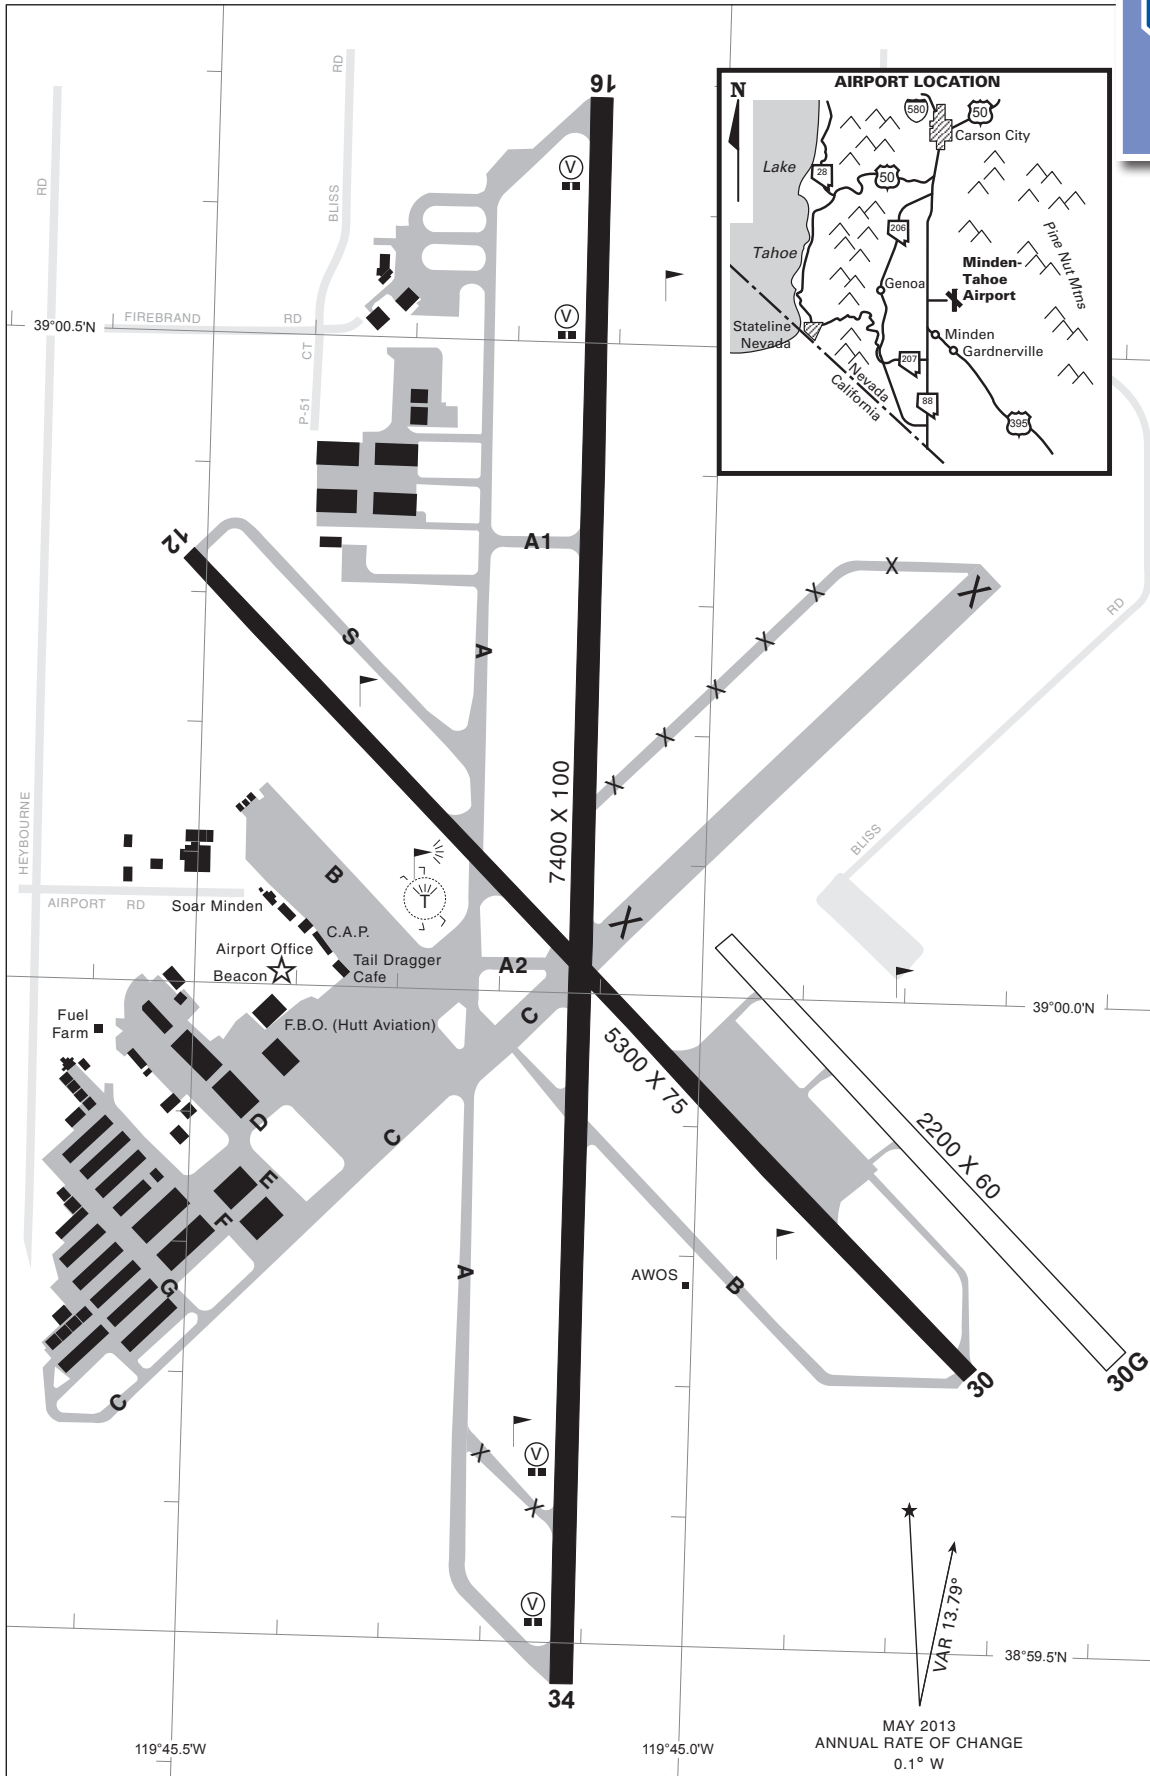 16
RD
BLISS
RD
V
FIREBRAND
RD
39°00.5'N
V
CT
P-51
AIRPORT LOCATION
N
580
50
Carson City
Lake
28
50
206
Tahoe
Pine Nut Mtns
Genoa
Minden-
Tahoe
Airport
Stateline
Nevada
Minden
Gardnerville
207
Nevada
California
88
395
12
A1
S
A
X
X
X
X
X
X
X
X
RD
BLISS
7400 X 100
HEYBOURNE
B
T
AIRPORT RD
Soar Minden
C.A.P.
Airport Office
Beacon
Tail Dragger
Cafe
A2
Fuel
Farm
F.B.O. (Hutt Aviation)
C
39°00.0'N
5300 X 75
2200 X 60
D
C
E
F
G
A
AWOS
B
C
30
30G
X
V
X
V
VAR 13.79°
38°59.5'N
34
119°45.5'W
119°45.0'W
MAY 2013
ANNUAL RATE OF CHANGE
0.1° W